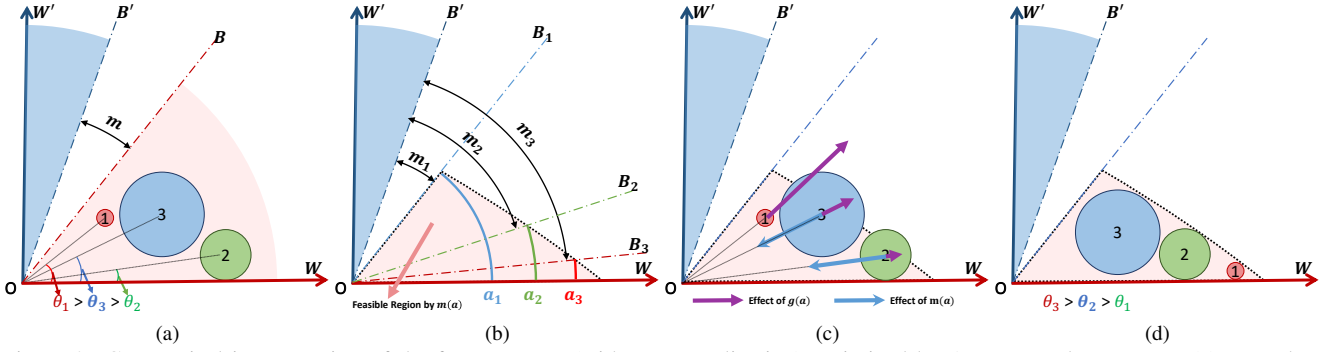 W′
B′
B
m
1
3
2
W
O
θ₁ > θ₃ > θ₂
(a)
W′
B′
B₁
m₃
m₂
m₁
B₂
B₃
W
O
Feasible Region by m(a)
a₁
a₂
a₃
(b)
W′
B′
1
3
2
W
O
Effect of g(a)
Effect of m(a)
(c)
W′
B′
3
2
1
W
O
θ₃ > θ₂ > θ₁
(d)